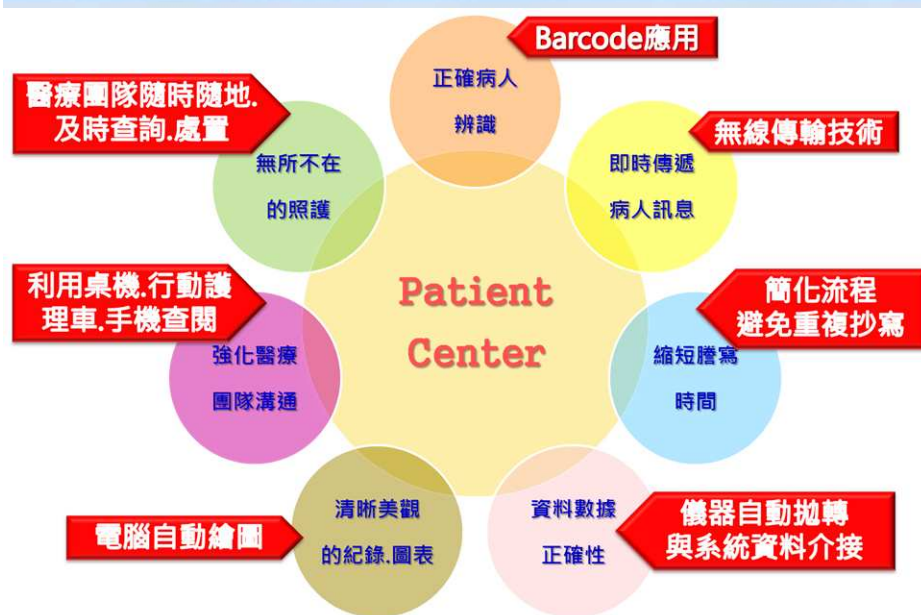 Barcode應用
正確病人
辨識
無線傳輸技術
即時傳遞
病人訊息
簡化流程
避免重複抄寫
縮短謄寫
時間
儀器自動拋轉
與系統資料介接
資料數據
正確性
電腦自動繪圖
清晰美觀
的紀錄.圖表
利用桌機.行動護
理車.手機查閱
強化醫療
團隊溝通
醫療團隊隨時隨地.
及時查詢.處置
無所不在
的照護
Patient
Center